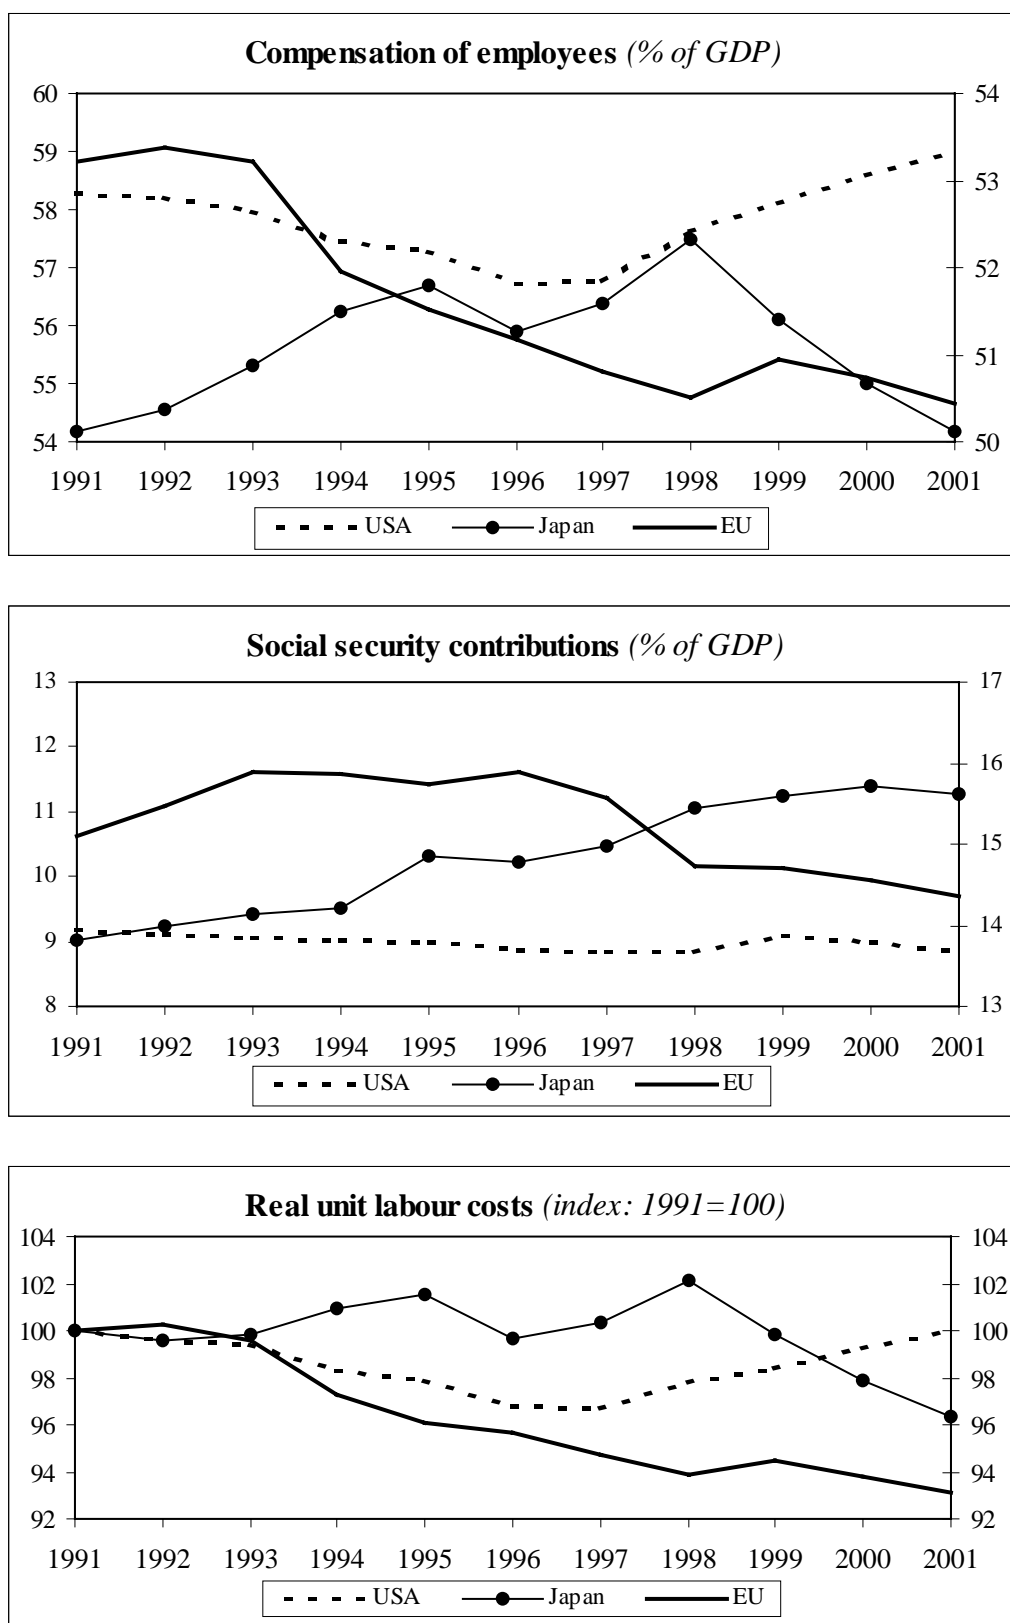 Compensation of employees (% of GDP)
60 54
59
58 53
57 52
56
55 51
54 50
1991 1992 1993 1994 1995 1996 1997 1998 1999 2000 2001
USA Japan EU
Social security contributions (% of GDP)
13 17
12 16
11
10 15
9 14
8 13
1991 1992 1993 1994 1995 1996 1997 1998 1999 2000 2001
USA Japan EU
Real unit labour costs (index: 1991=100)
104 104
102 102
100 100
98 98
96 96
94 94
92 92
1991 1992 1993 1994 1995 1996 1997 1998 1999 2000 2001
USA Japan EU